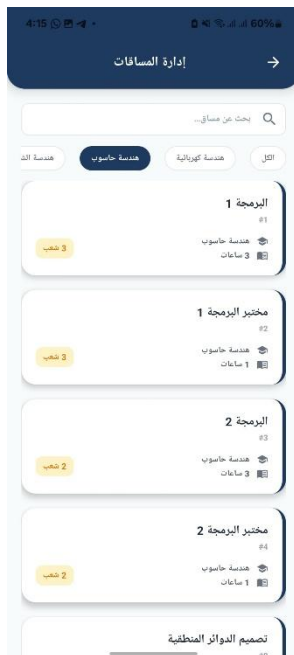 4:15 60%
إدارة المساقات
بحث عن مساق...
الكل
هندسة كهربائية
هندسة حاسوب
هندسة الش
البرمجة 1
#1
هندسة حاسوب
3 ساعات
3 شعب
مختبر البرمجة 1
#2
هندسة حاسوب
1 ساعات
3 شعب
البرمجة 2
#3
هندسة حاسوب
3 ساعات
2 شعب
مختبر البرمجة 2
#4
هندسة حاسوب
1 ساعات
2 شعب
تصميم الدوائر المنطقية